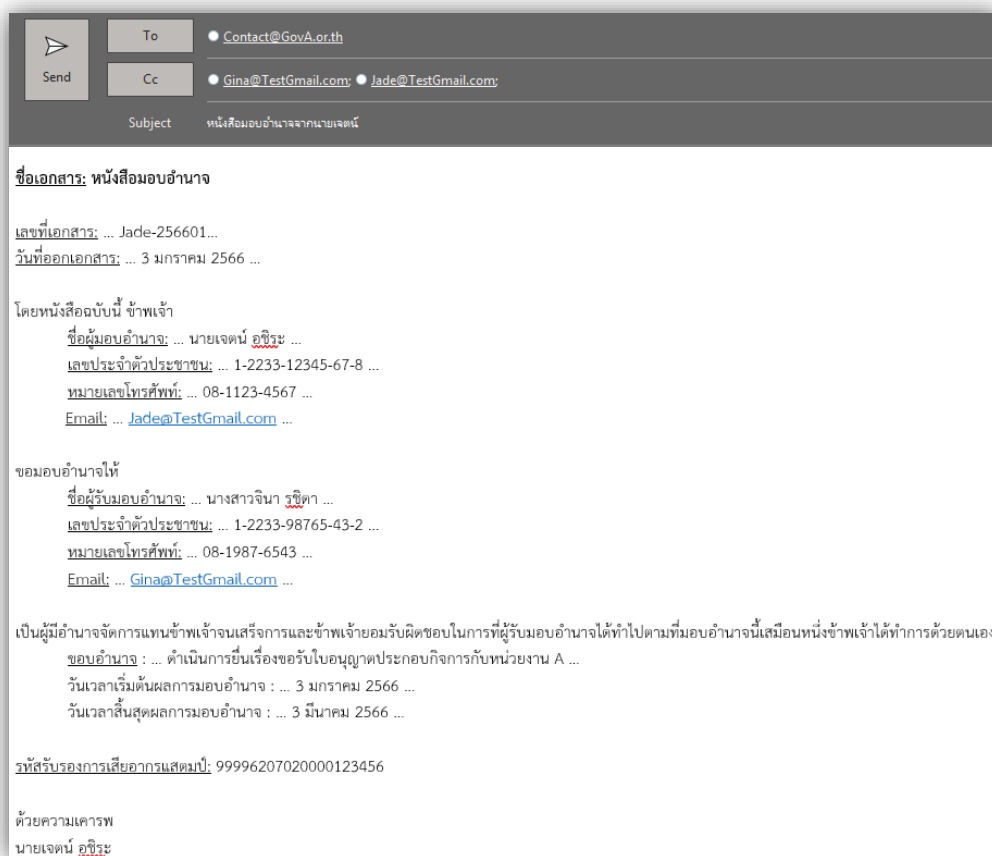 To
Contact@GovA.or.th
Send
Cc
Gina@TestGmail.com; Jade@TestGmail.com;
Subject
หนังสือมอบอำนาจจากนายเจตน์
ชื่อเอกสาร: หนังสือมอบอำนาจ
เลขที่เอกสาร: ... Jade-256601...
วันที่ออกเอกสาร: ... 3 มกราคม 2566 ...
โดยหนังสือฉบับนี้ ข้าพเจ้า
ชื่อผู้มอบอำนาจ: ... นายเจตน์ อชิระ ...
เลขประจำตัวประชาชน: ... 1-2233-12345-67-8 ...
หมายเลขโทรศัพท์: ... 08-1123-4567 ...
Email: ... Jade@TestGmail.com ...
ขอมอบอำนาจให้
ชื่อผู้รับมอบอำนาจ: ... นางสาวจินา รชิตา ...
เลขประจำตัวประชาชน: ... 1-2233-98765-43-2 ...
หมายเลขโทรศัพท์: ... 08-1987-6543 ...
Email: ... Gina@TestGmail.com ...
เป็นผู้มีอำนาจจัดการแทนข้าพเจ้าจนเสร็จการและข้าพเจ้ายอมรับผิดชอบในการที่ผู้รับมอบอำนาจได้ทำไปตามที่มอบอำนาจนี้เสมือนหนึ่งข้าพเจ้าได้ทำการด้วยตนเอง
ขอบอำนาจ : ... ดำเนินการยื่นเรื่องขอรับใบอนุญาตประกอบกิจการกับหน่วยงาน A ...
วันเวลาเริ่มต้นผลการมอบอำนาจ : ... 3 มกราคม 2566 ...
วันเวลาสิ้นสุดผลการมอบอำนาจ : ... 3 มีนาคม 2566 ...
รหัสรับรองการเสียอากรแสตมป์: 99996207020000123456
ด้วยความเคารพ
นายเจตน์ อชิระ